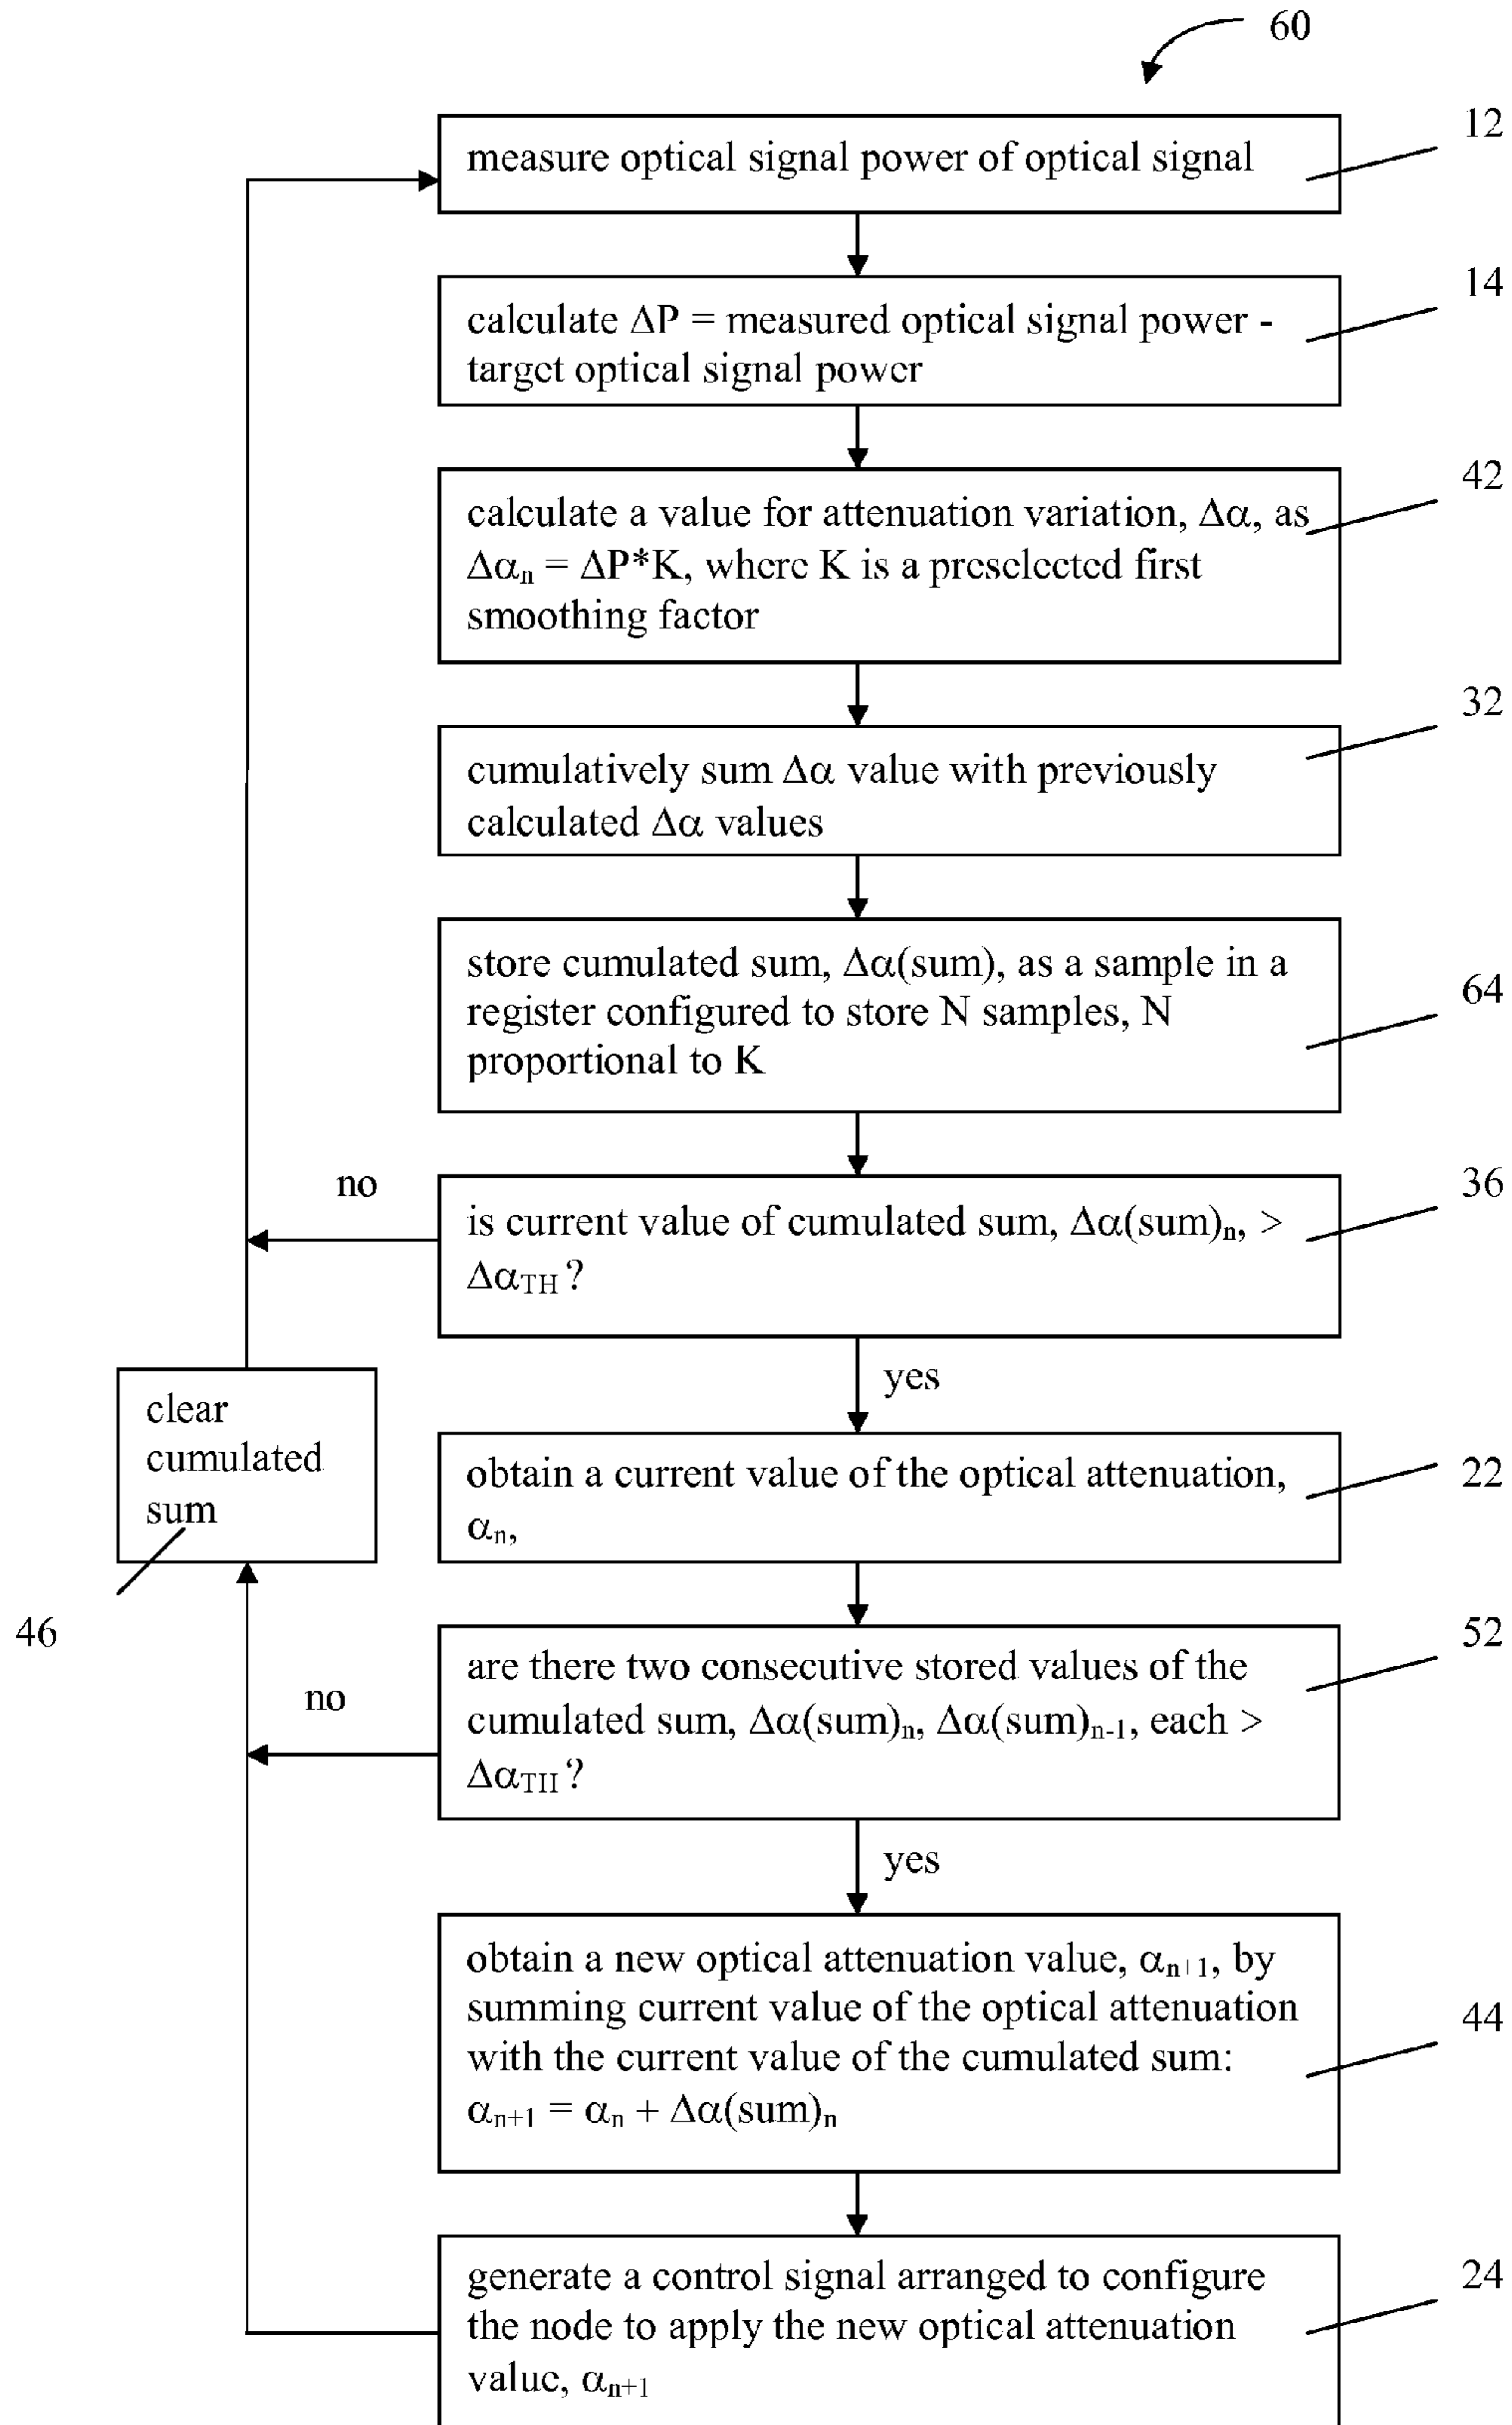 60
measure optical signal power of optical signal
12
calculate ΔP = measured optical signal power -
target optical signal power
14
calculate a value for attenuation variation, Δα, as
Δαₙ = ΔP*K, where K is a preselected first
smoothing factor
42
cumulatively sum Δα value with previously
calculated Δα values
32
store cumulated sum, Δα(sum), as a sample in a
register configured to store N samples, N
proportional to K
64
no
is current value of cumulated sum, Δα(sum)ₙ, >
Δα_TH ?
36
yes
clear
cumulated
sum
46
obtain a current value of the optical attenuation,
αₙ,
22
no
are there two consecutive stored values of the
cumulated sum, Δα(sum)ₙ, Δα(sum)ₙ₋₁, each >
Δα_TH ?
52
yes
obtain a new optical attenuation value, αₙ₊₁, by
summing current value of the optical attenuation
with the current value of the cumulated sum:
αₙ₊₁ = αₙ + Δα(sum)ₙ
44
generate a control signal arranged to configure
the node to apply the new optical attenuation
value, αₙ₊₁
24